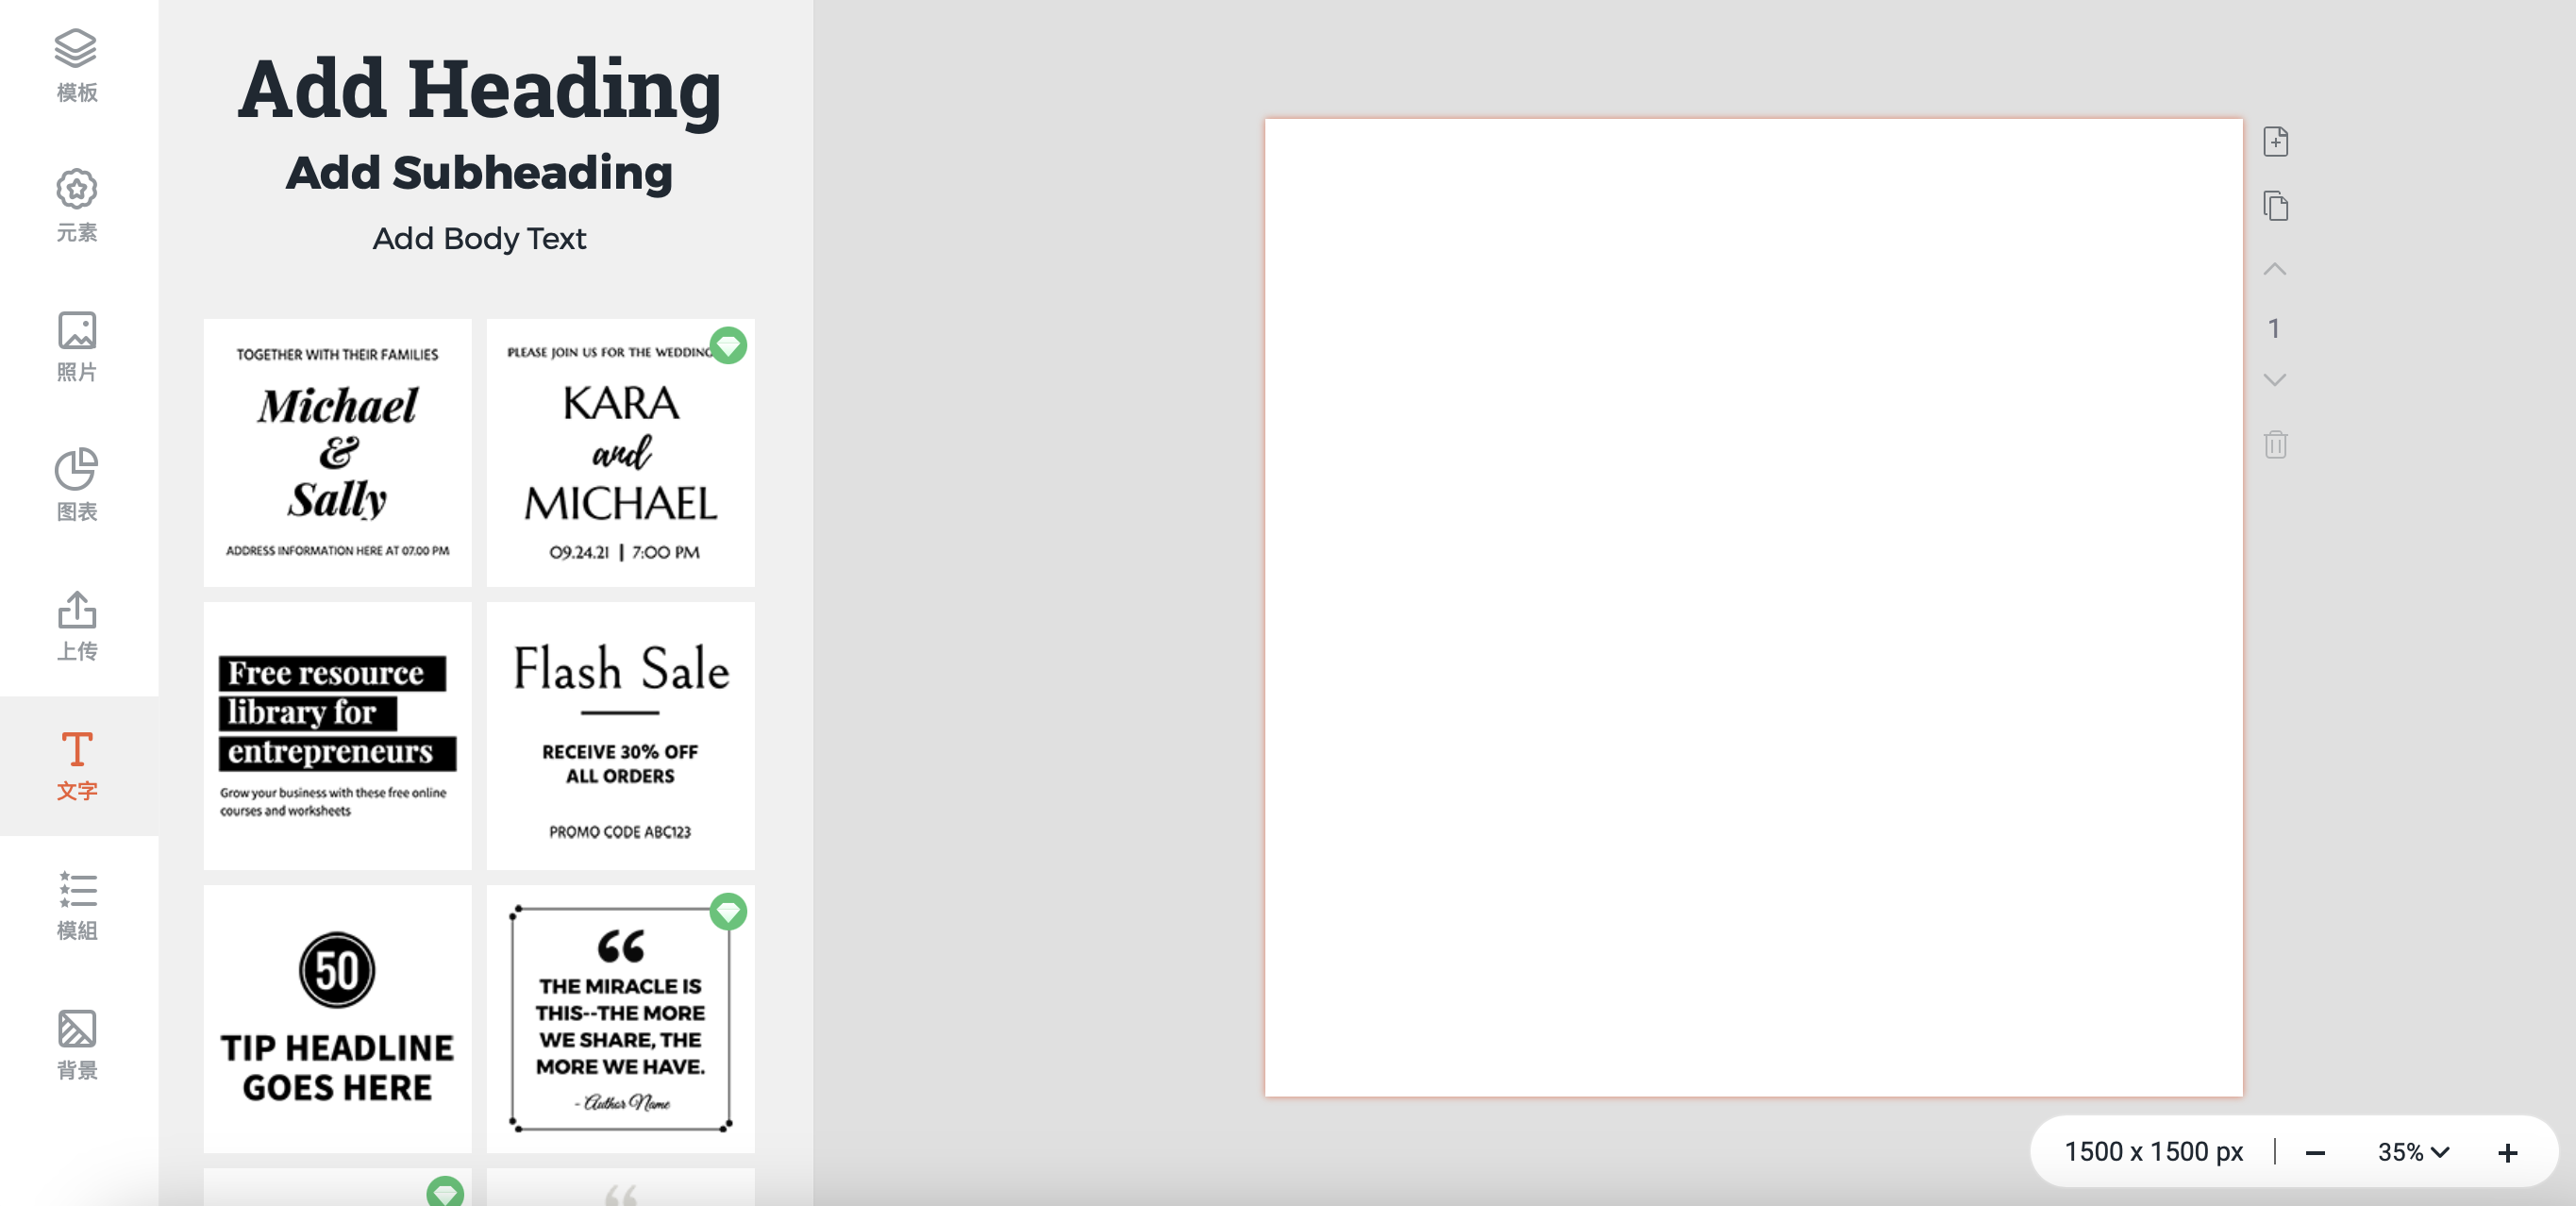 模板
元素
照片
图表
上传
文字
模組
背景
Add Heading
Add Subheading
Add Body Text
TOGETHER WITH THEIR FAMILIES
Michael
&
Sally
ADDRESS INFORMATION HERE AT 07.00 PM
PLEASE JOIN US FOR THE WEDDING
KARA
and
MICHAEL
09.24.21 | 7:00 PM
Free resource
library for
entrepreneurs
Grow your business with these free online
courses and worksheets
Flash Sale
RECEIVE 30% OFF
ALL ORDERS
PROMO CODE ABC123
50
TIP HEADLINE
GOES HERE
“
THE MIRACLE IS
THIS--THE MORE
WE SHARE, THE
MORE WE HAVE.
- Author Name
“
1
1500 x 1500 px
35%